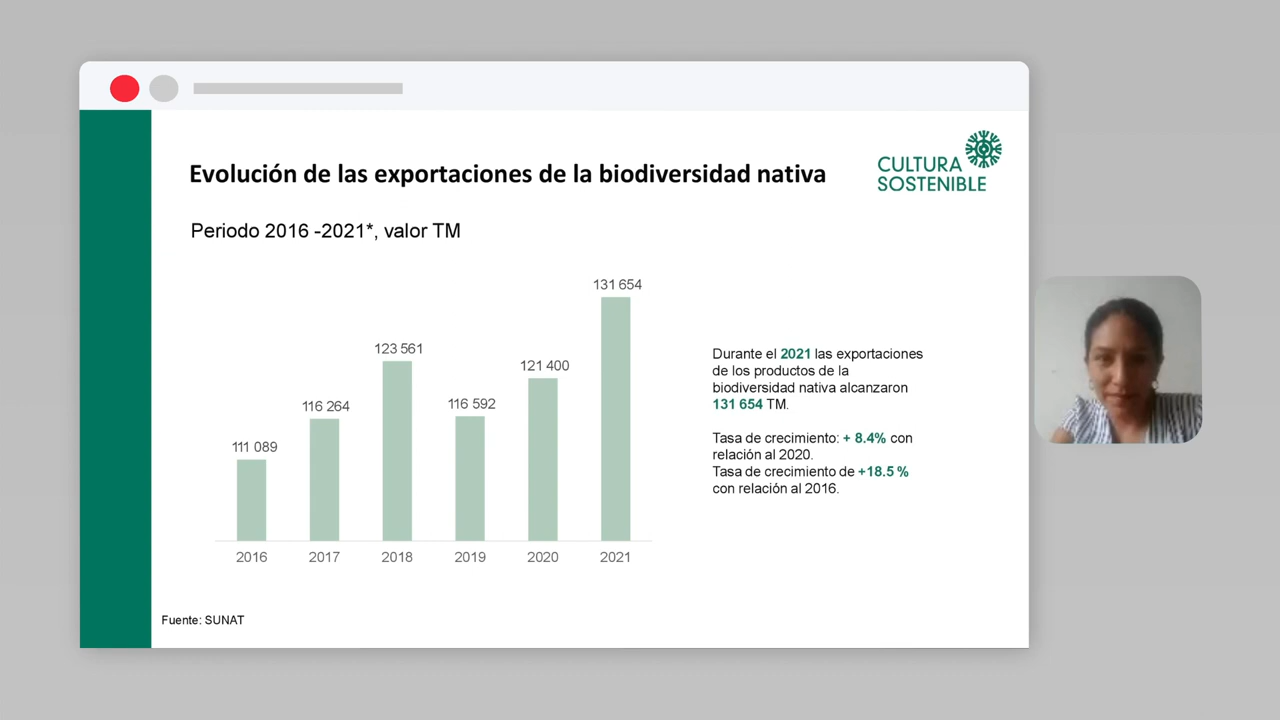 Evolución de las exportaciones de la biodiversidad nativa
CULTURA
SOSTENIBLE
Periodo 2016 -2021*, valor TM
131 654
123 561
121 400
116 264
116 592
111 089
2016 2017 2018 2019 2020 2021
Durante el 2021 las exportaciones
de los productos de la
biodiversidad nativa alcanzaron
131 654 TM.
Tasa de crecimiento: + 8.4% con
relación al 2020.
Tasa de crecimiento de +18.5 %
con relación al 2016.
Fuente: SUNAT